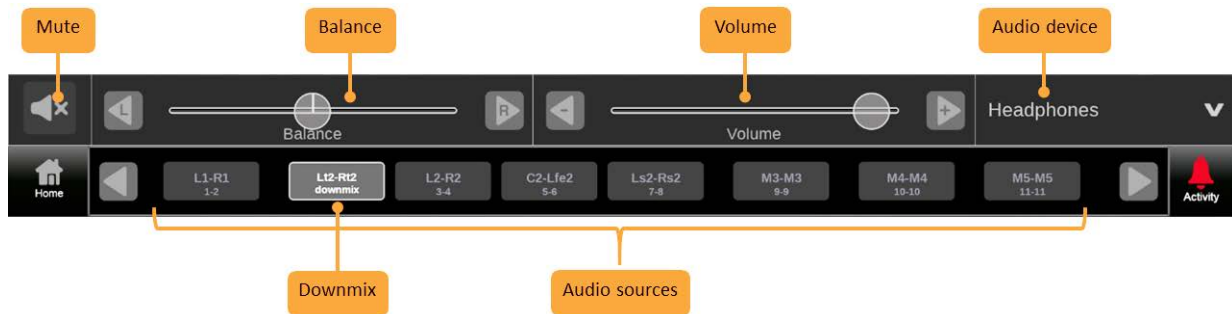 Mute
Balance
Volume
Audio device
L
R
Balance
-
+
Volume
Headphones
Home
L1-R1
1-2
Lt2-Rt2
downmix
L2-R2
3-4
C2-Lfe2
5-6
Ls2-Rs2
7-8
M3-M3
9-9
M4-M4
10-10
M5-M5
11-11
Activity
Downmix
Audio sources